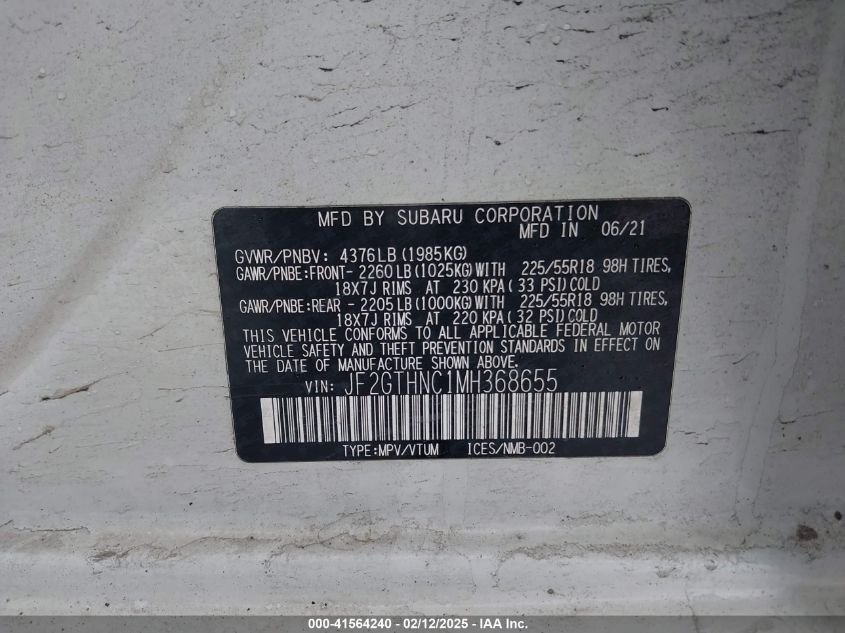 MFD BY SUBARU CORPORATION
MFD IN 06/21
GVWR/PNBV: 4376LB (1985KG)
GAWR/PNBE:FRONT- 2260LB (1025KG) WITH 225/55R18 98H TIRES,
18X7J RIMS AT 230 KPA ( 33 PSI) COLD
GAWR/PNBE:REAR - 2205LB (1000KG) WITH 225/55R18 98H TIRES,
18X7J RIMS AT 220 KPA ( 32 PSI) COLD
THIS VEHICLE CONFORMS TO ALL APPLICABLE FEDERAL MOTOR
VEHICLE SAFETY AND THEFT PREVENTION STANDARDS IN EFFECT ON
THE DATE OF MANUFACTURE SHOWN ABOVE.
VIN: JF2GTHNC1MH368655
TYPE:MPV/VTUM ICES/NMB-002
000-41564240 - 02/12/2025 - IAA Inc.